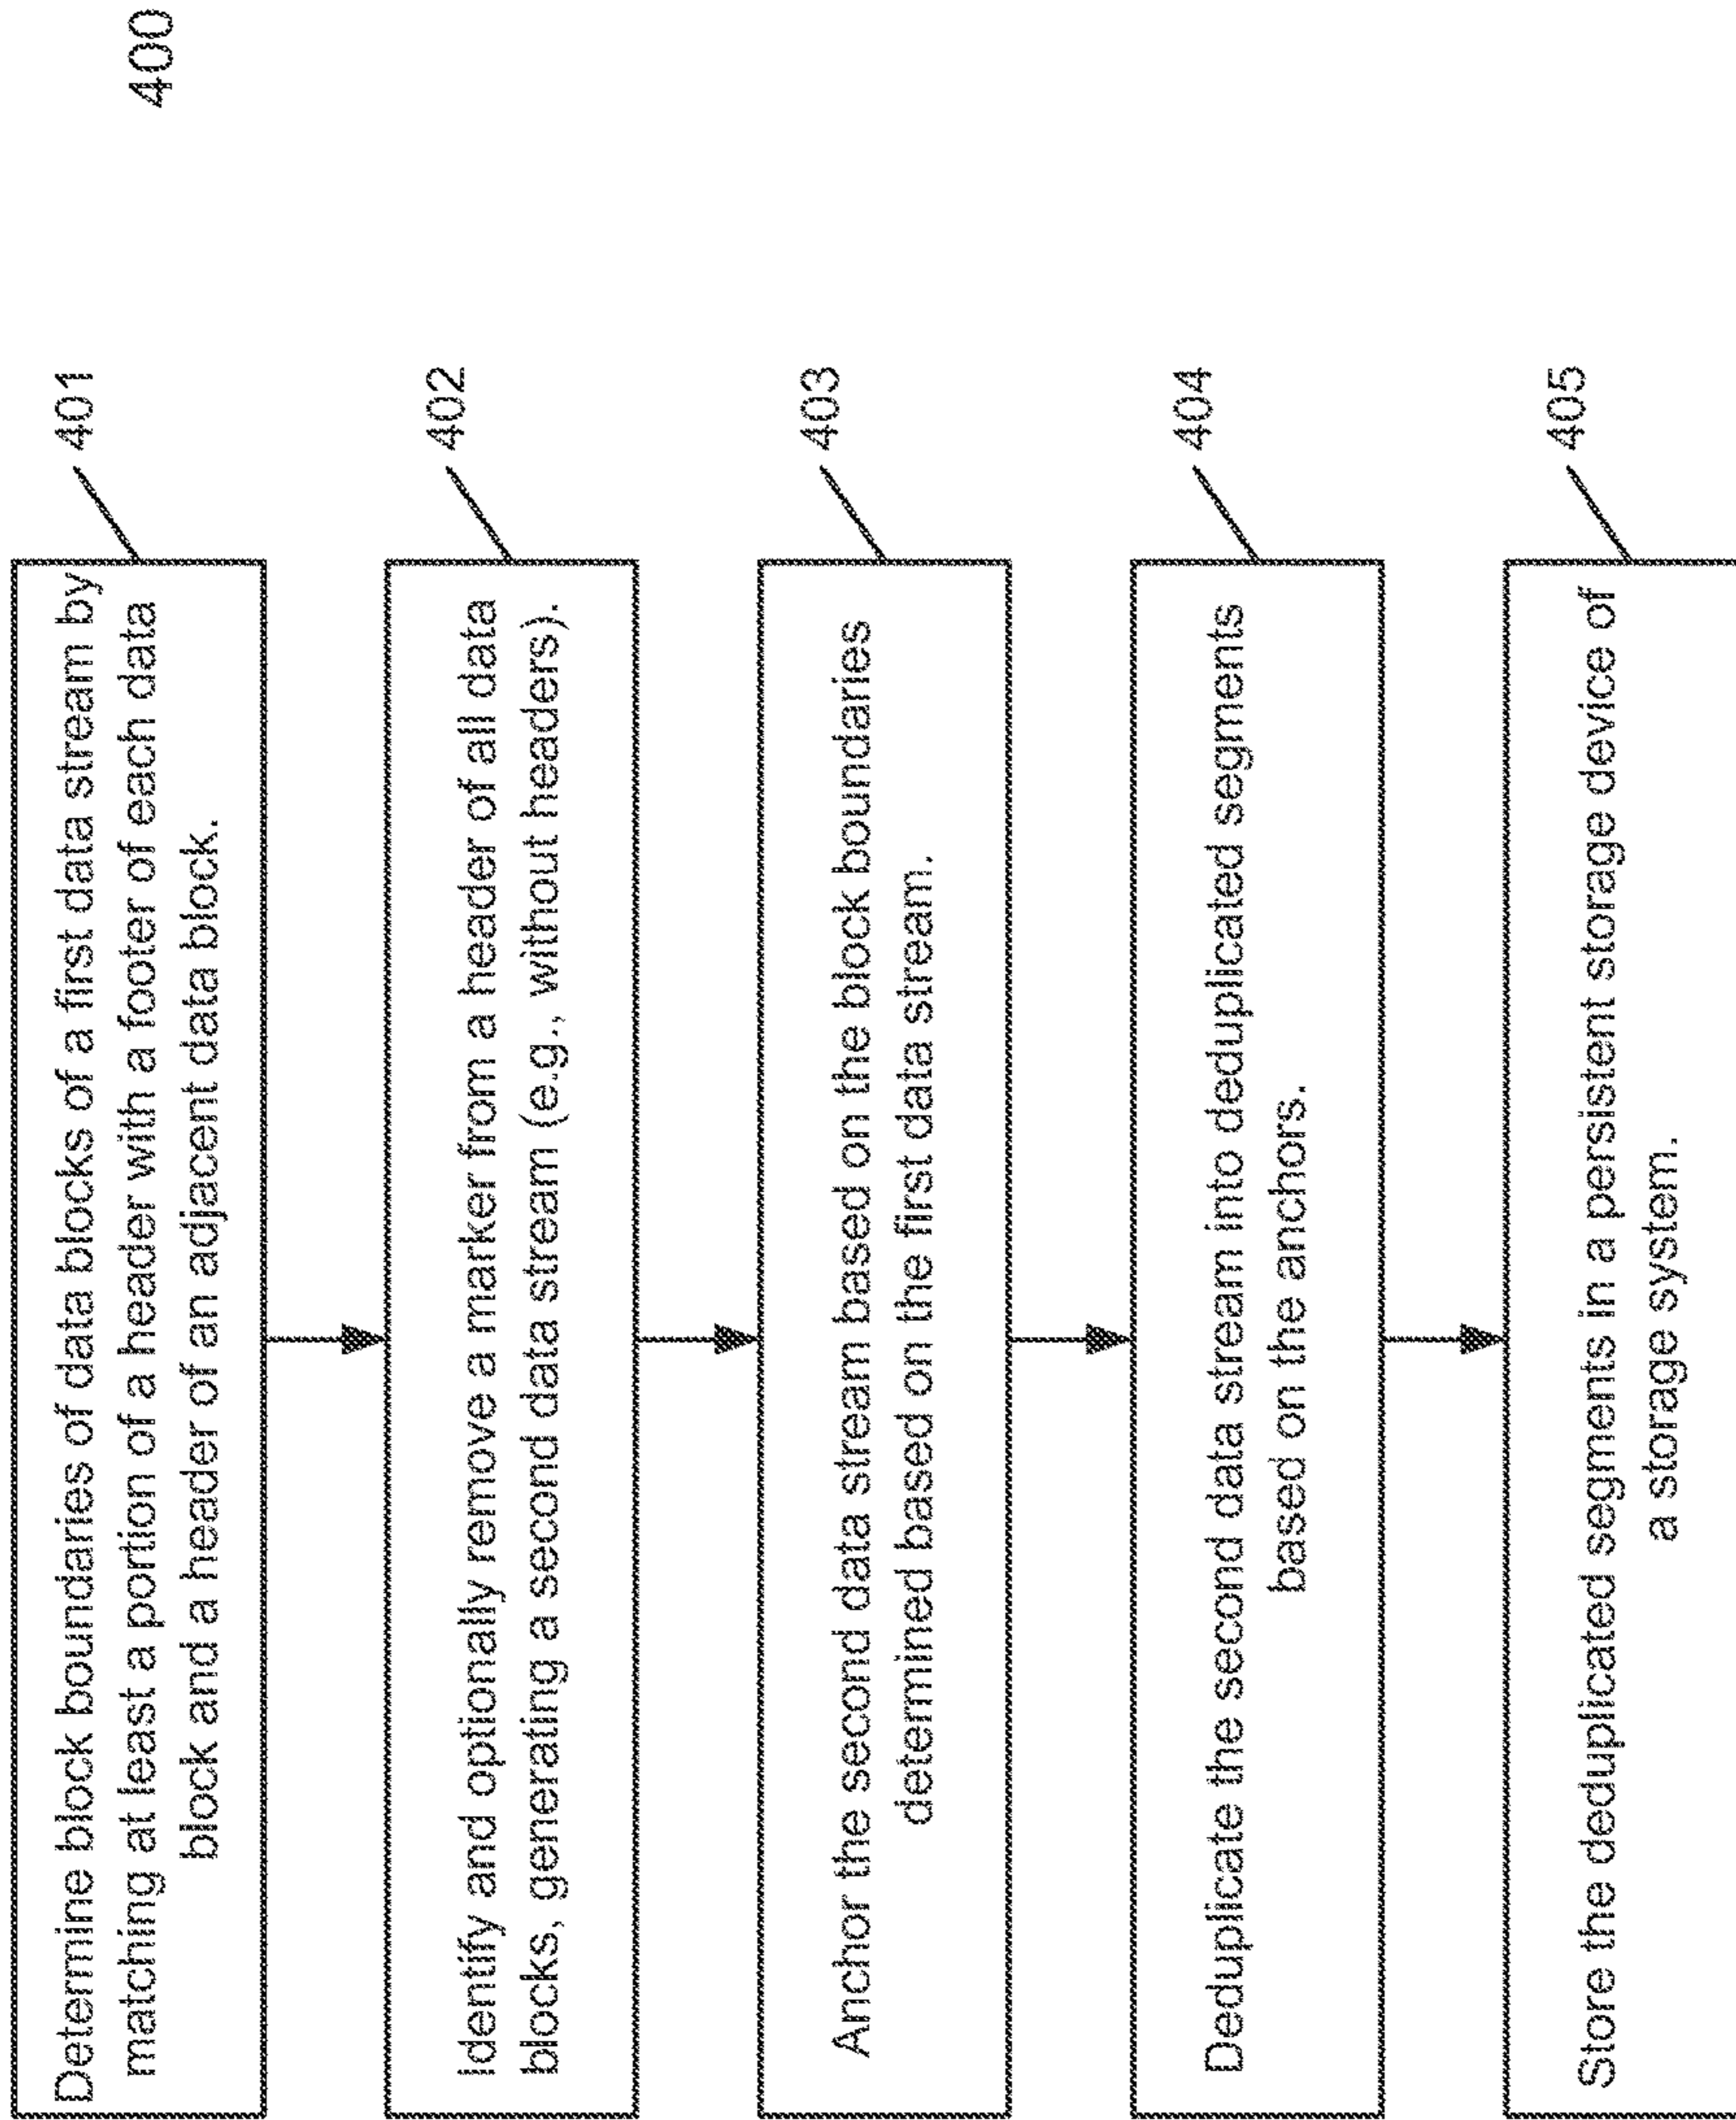 400
Determine block boundaries of data blocks of a first data stream by
matching at least a portion of a header with a footer of each data
block and a header of an adjacent data block.
401
Identify and optionally remove a marker from a header of all data
blocks, generating a second data stream (e.g., without headers).
402
Anchor the second data stream based on the block boundaries
determined based on the first data stream.
403
Deduplicate the second data stream into deduplicated segments
based on the anchors.
404
Store the deduplicated segments in a persistent storage device of
a storage system.
405